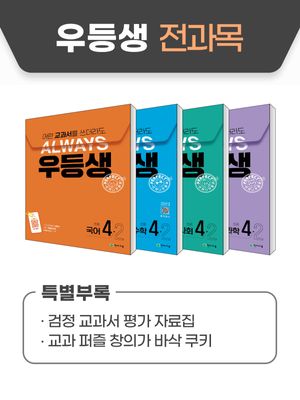 우등생 전과목
어떤 교과서를 쓰더라도
ALWAYS
우등생
국어 4·2
수학 4·2
사회 4·2
과학 4·2
특별부록
· 검정 교과서 평가 자료집
· 교과 퍼즐 창의가 바삭 쿠키